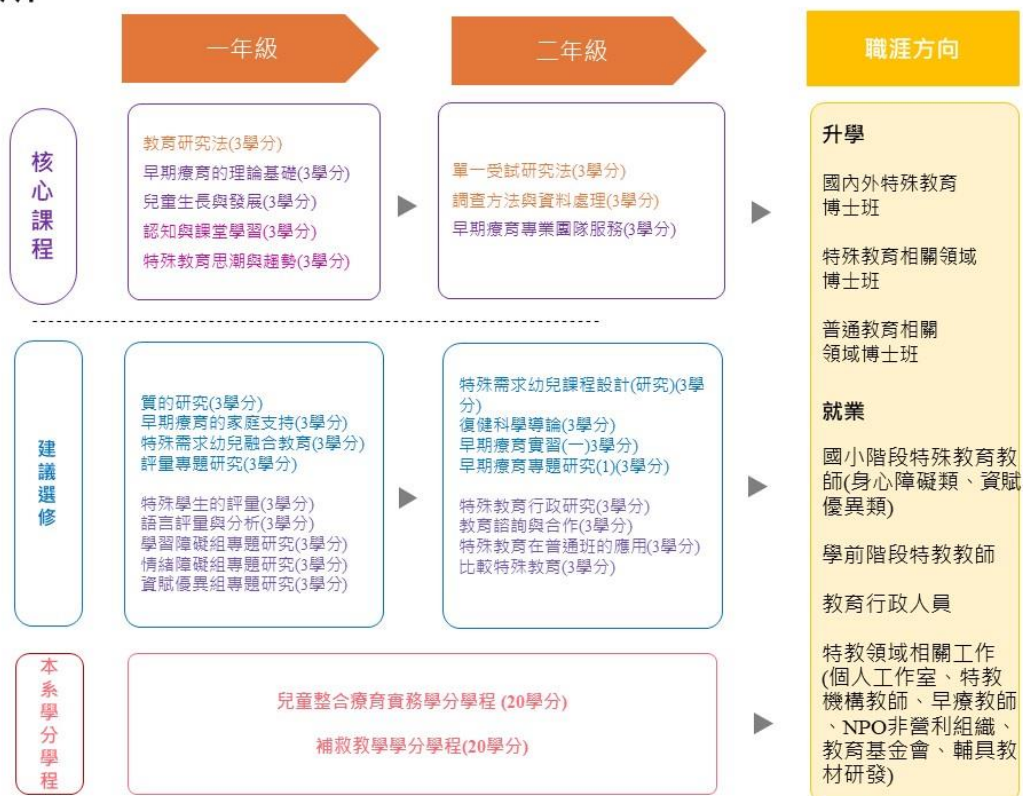 一年級
二年級
職涯方向
核心課程
教育研究法(3學分)
早期療育的理論基礎(3學分)
兒童生長與發展(3學分)
認知與課堂學習(3學分)
特殊教育思潮與趨勢(3學分)
單一受試研究法(3學分)
調查方法與資料處理(3學分)
早期療育專業團隊服務(3學分)
建議選修
質的研究(3學分)
早期療育的家庭支持(3學分)
特殊需求幼兒融合教育(3學分)
評量專題研究(3學分)
特殊學生的評量(3學分)
語言評量與分析(3學分)
學習障礙組專題研究(3學分)
情緒障礙組專題研究(3學分)
資賦優異組專題研究(3學分)
特殊需求幼兒課程設計(研究)(3學
分)
復健科學導論(3學分)
早期療育實習(一)3學分)
早期療育專題研究(1)(3學分)
特殊教育行政研究(3學分)
教育諮詢與合作(3學分)
特殊教育在普通班的應用(3學分)
比較特殊教育(3學分)
本系學分學程
兒童整合療育實務學分學程 (20學分)
補救教學學分學程(20學分)
升學
國內外特殊教育
博士班
特殊教育相關領域
博士班
普通教育相關
領域博士班
就業
國小階段特殊教育教
師(身心障礙類、資賦
優異類)
學前階段特教教師
教育行政人員
特教領域相關工作
(個人工作室、特教
機構教師、早療教師
、NPO非營利組織、
教育基金會、輔具教
材研發)